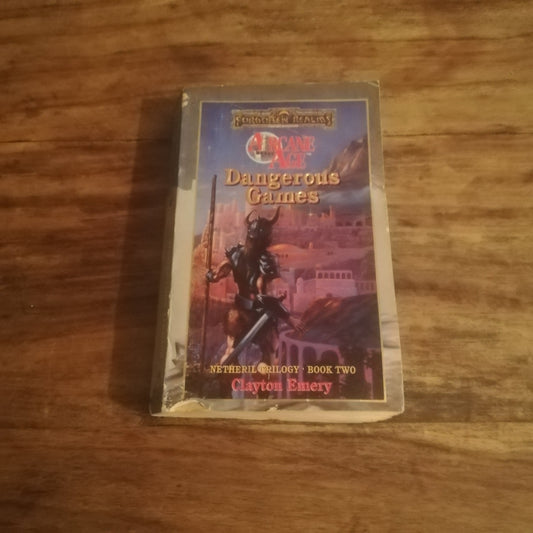 FORGOTTEN REALMS
ARCANE
AGE
Dangerous
Games
NETHERIL TRILOGY · BOOK TWO
Clayton Emery